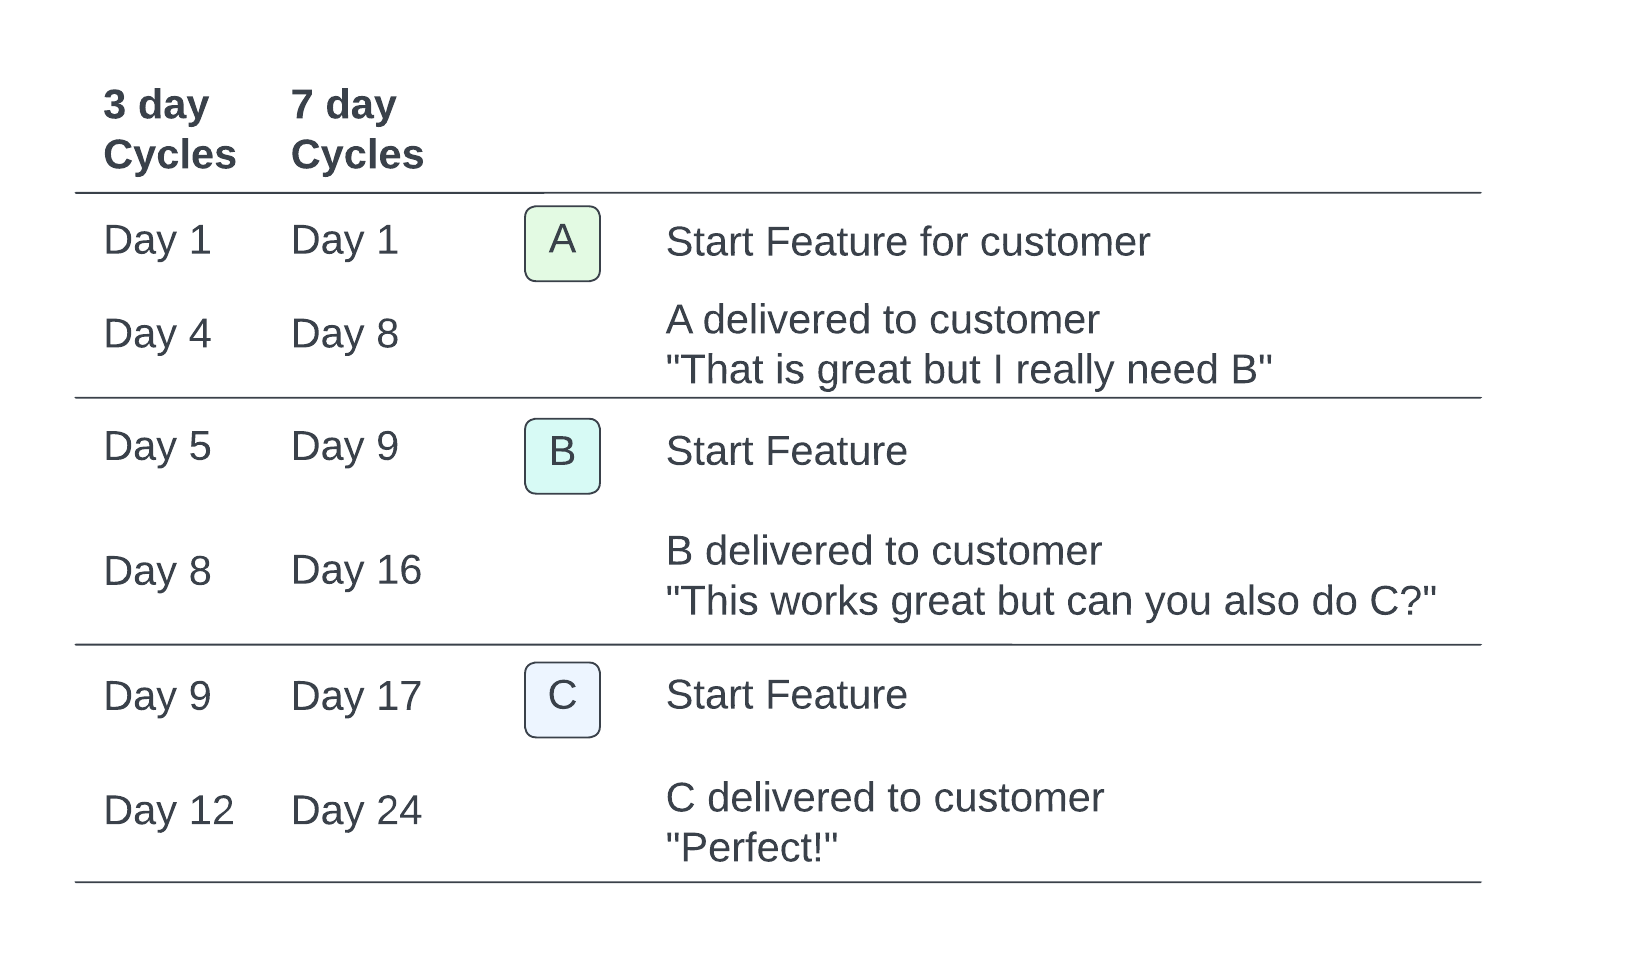 3 day 7 day
Cycles Cycles
Day 1 Day 1 A Start Feature for customer
Day 4 Day 8 A delivered to customer
"That is great but I really need B"
Day 5 Day 9 B Start Feature
Day 8 Day 16 B delivered to customer
"This works great but can you also do C?"
Day 9 Day 17 C Start Feature
Day 12 Day 24 C delivered to customer
"Perfect!"